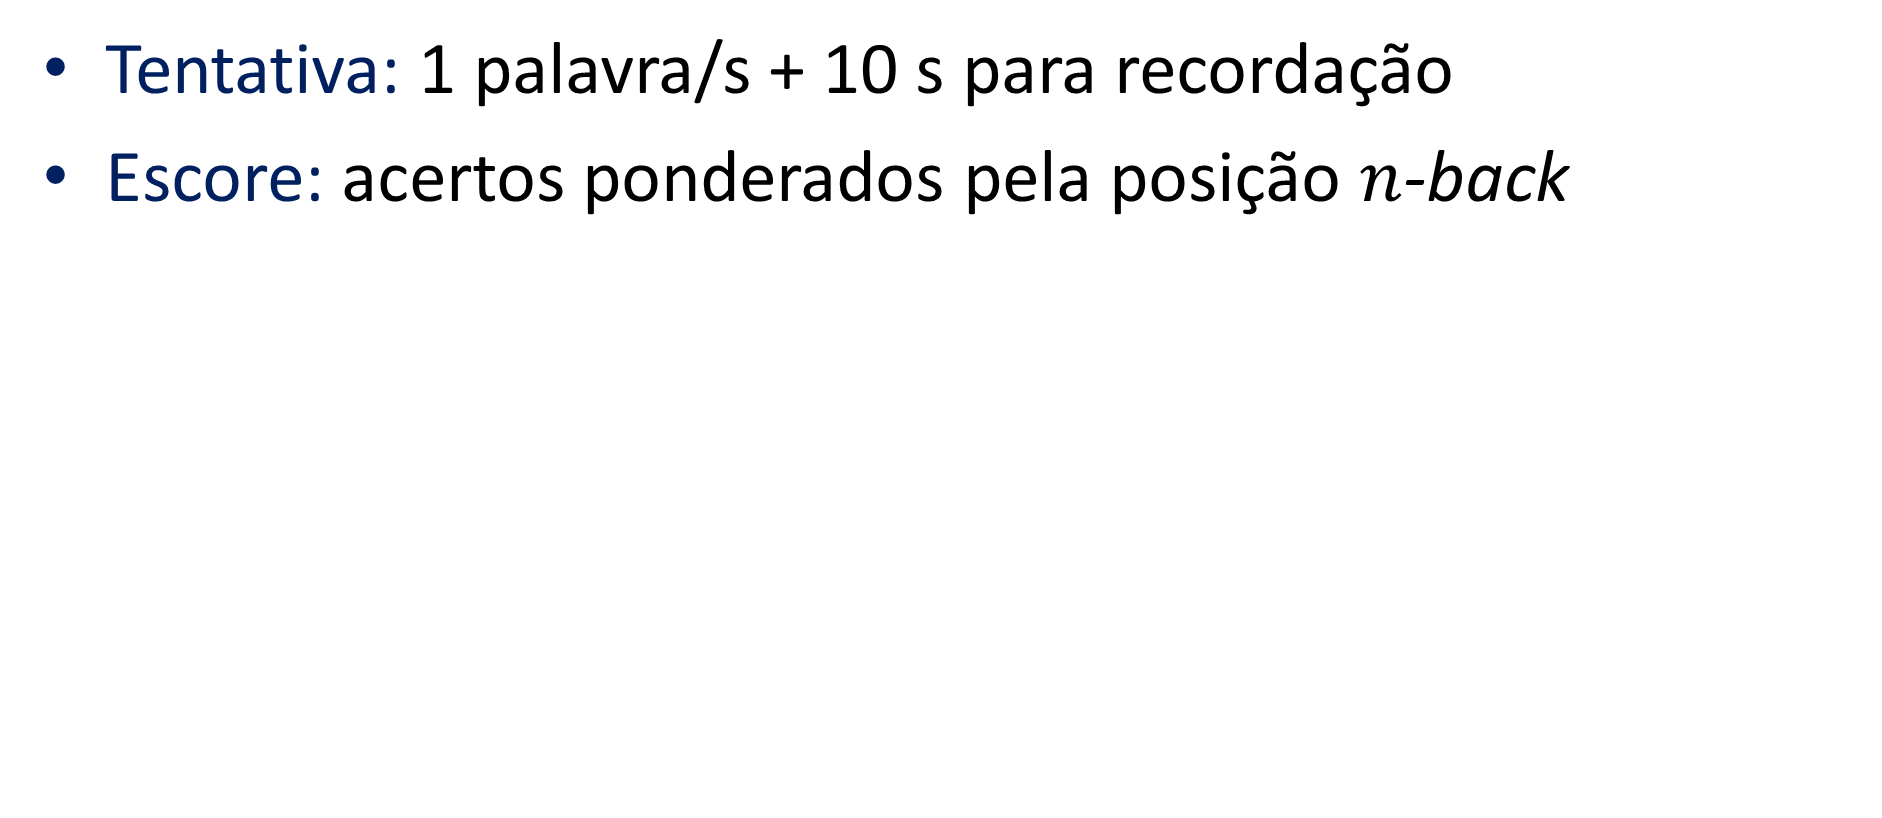 • Tentativa: 1 palavra/s + 10 s para recordação
• Escore: acertos ponderados pela posição n-back